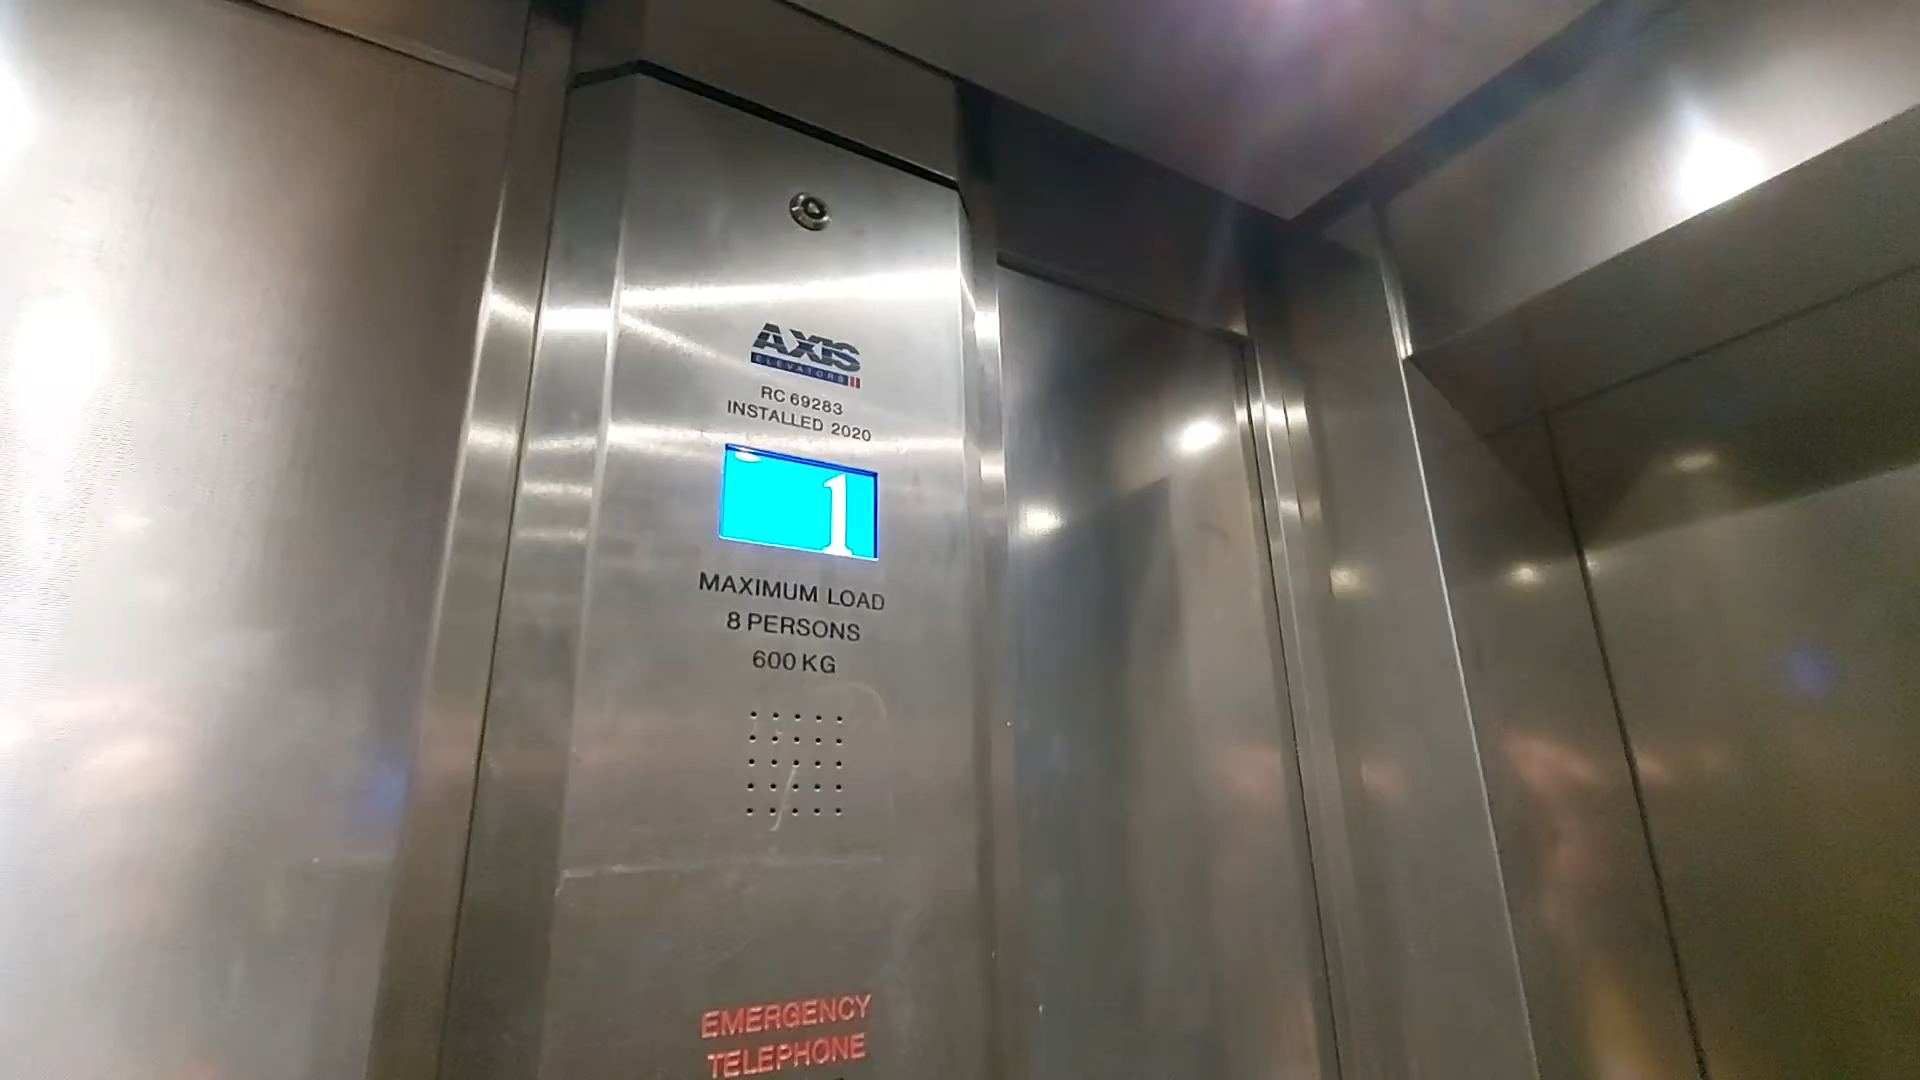 AXIS
ELEVATORS
RC 69283
INSTALLED 2020
1
MAXIMUM LOAD
8 PERSONS
600 KG
EMERGENCY
TELEPHONE